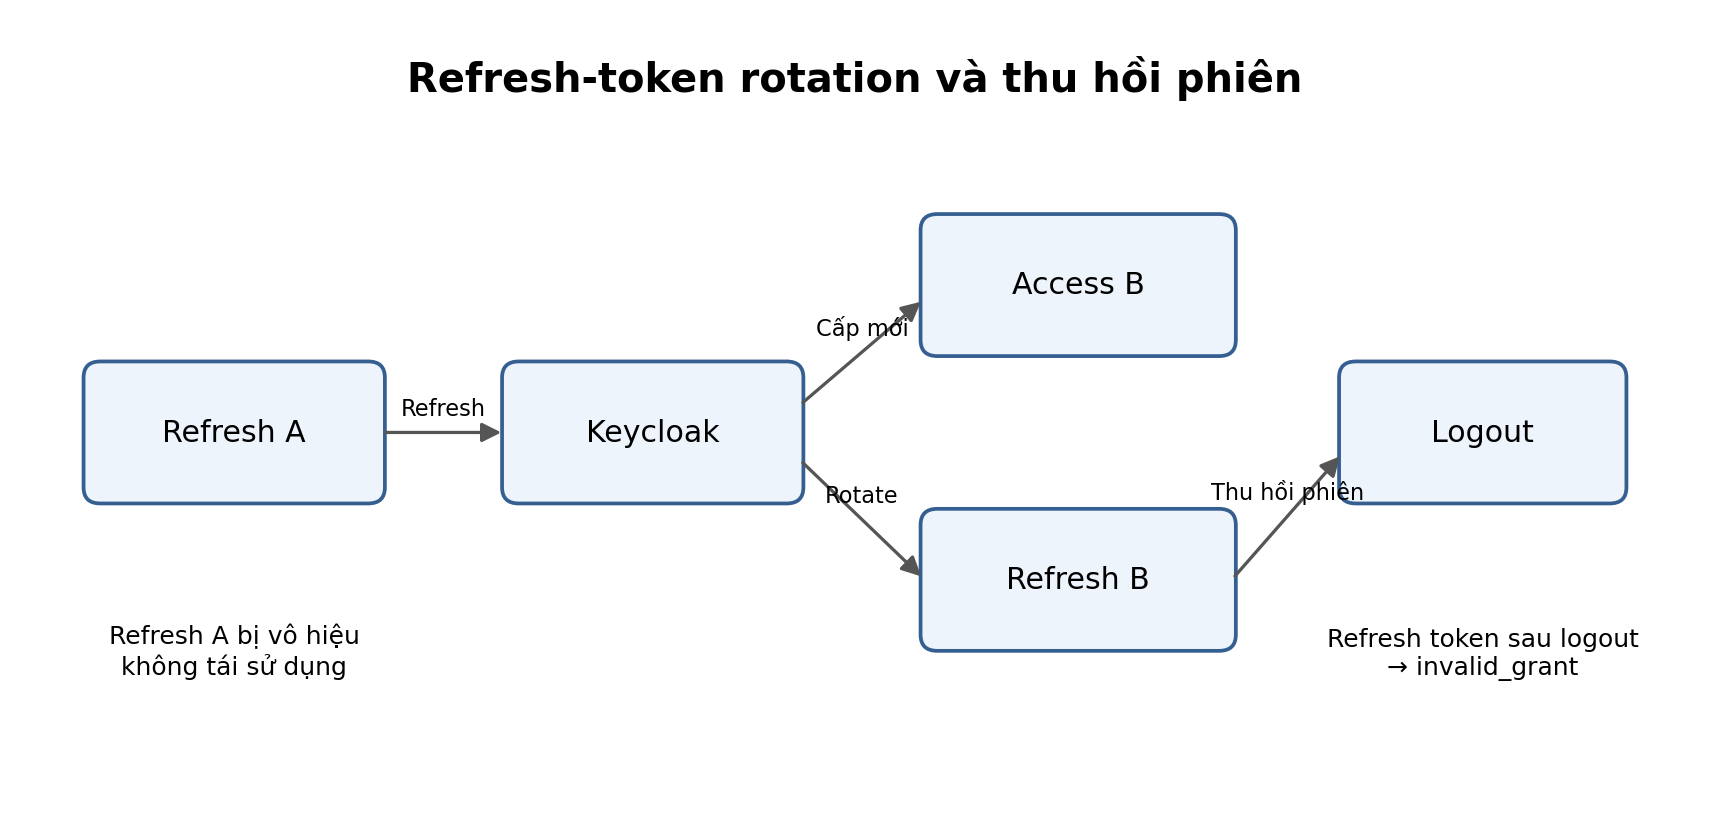 Refresh-token rotation và thu hồi phiên
Access B
Cấp mới
Refresh A
Refresh
Keycloak
Logout
Rotate
Thu hồi phiên
Refresh B
Refresh A bị vô hiệu
không tái sử dụng
Refresh token sau logout
→ invalid_grant